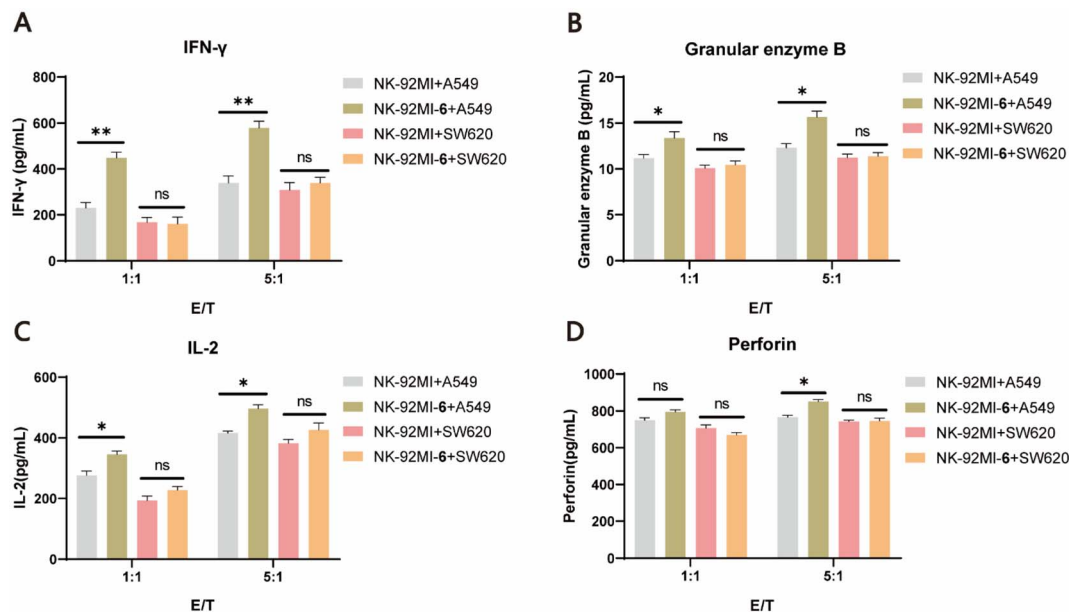 A
IFN-γ
IFN-γ (pg/mL)
800
600
400
200
0
**
ns
**
ns
1:1
5:1
E/T
NK-92MI+A549
NK-92MI-6+A549
NK-92MI+SW620
NK-92MI-6+SW620
B
Granular enzyme B
Granular enzyme B (pg/mL)
20
15
10
5
0
*
ns
*
ns
1:1
5:1
E/T
NK-92MI+A549
NK-92MI-6+A549
NK-92MI+SW620
NK-92MI-6+SW620
C
IL-2
IL-2(pg/mL)
600
400
200
0
*
ns
*
ns
1:1
5:1
E/T
NK-92MI+A549
NK-92MI-6+A549
NK-92MI+SW620
NK-92MI-6+SW620
D
Perforin
Perforin(pg/mL)
1000
800
600
400
200
0
ns
ns
*
ns
1:1
5:1
E/T
NK-92MI+A549
NK-92MI-6+A549
NK-92MI+SW620
NK-92MI-6+SW620